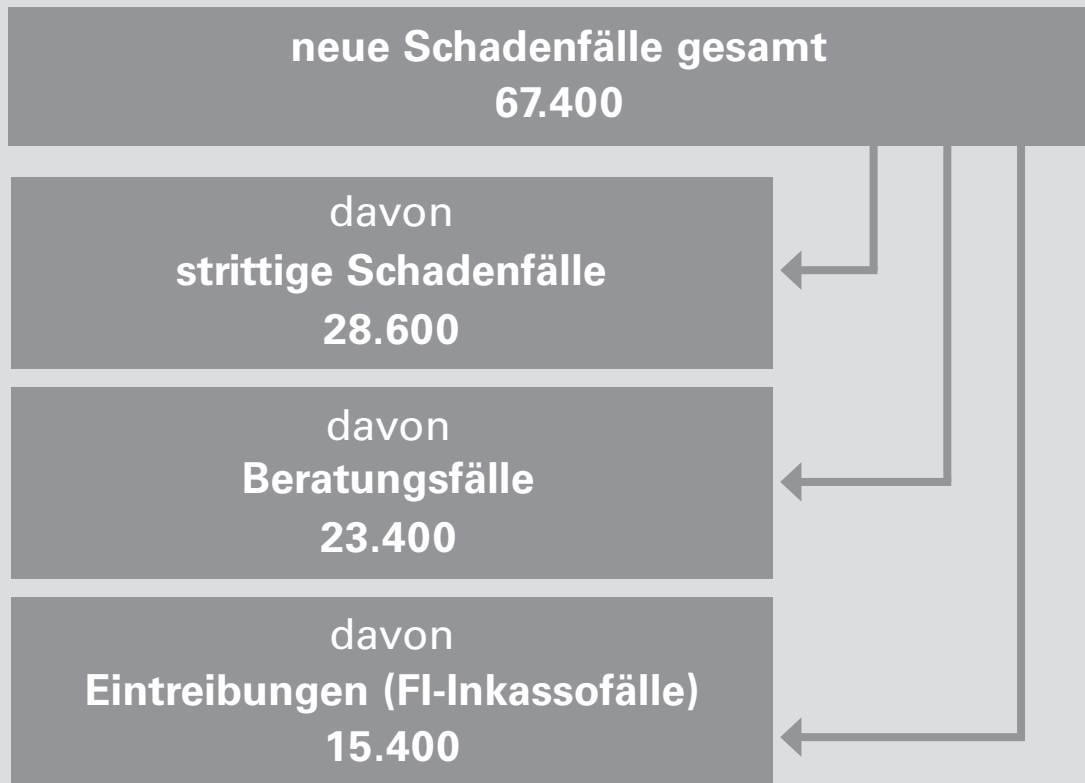 neue Schadenfälle gesamt
67.400
davon
strittige Schadenfälle
28.600
davon
Beratungsfälle
23.400
davon
Eintreibungen (FI-Inkassofälle)
15.400